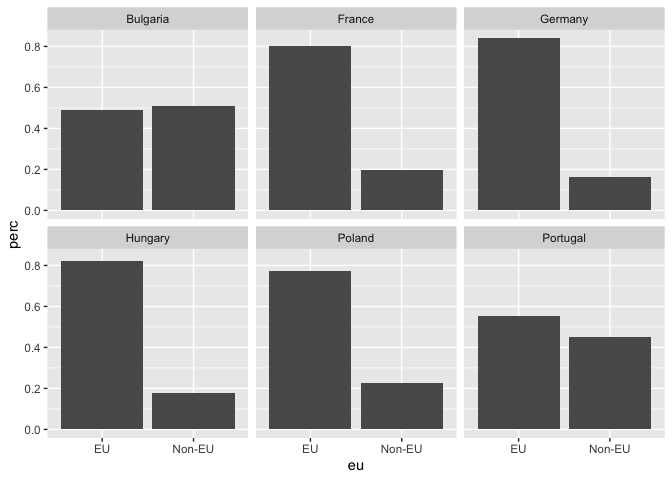 Bulgaria France Germany
0.8
0.6
0.4
0.2
0.0
perc
Hungary Poland Portugal
0.8
0.6
0.4
0.2
0.0
EU Non-EU EU Non-EU EU Non-EU
eu